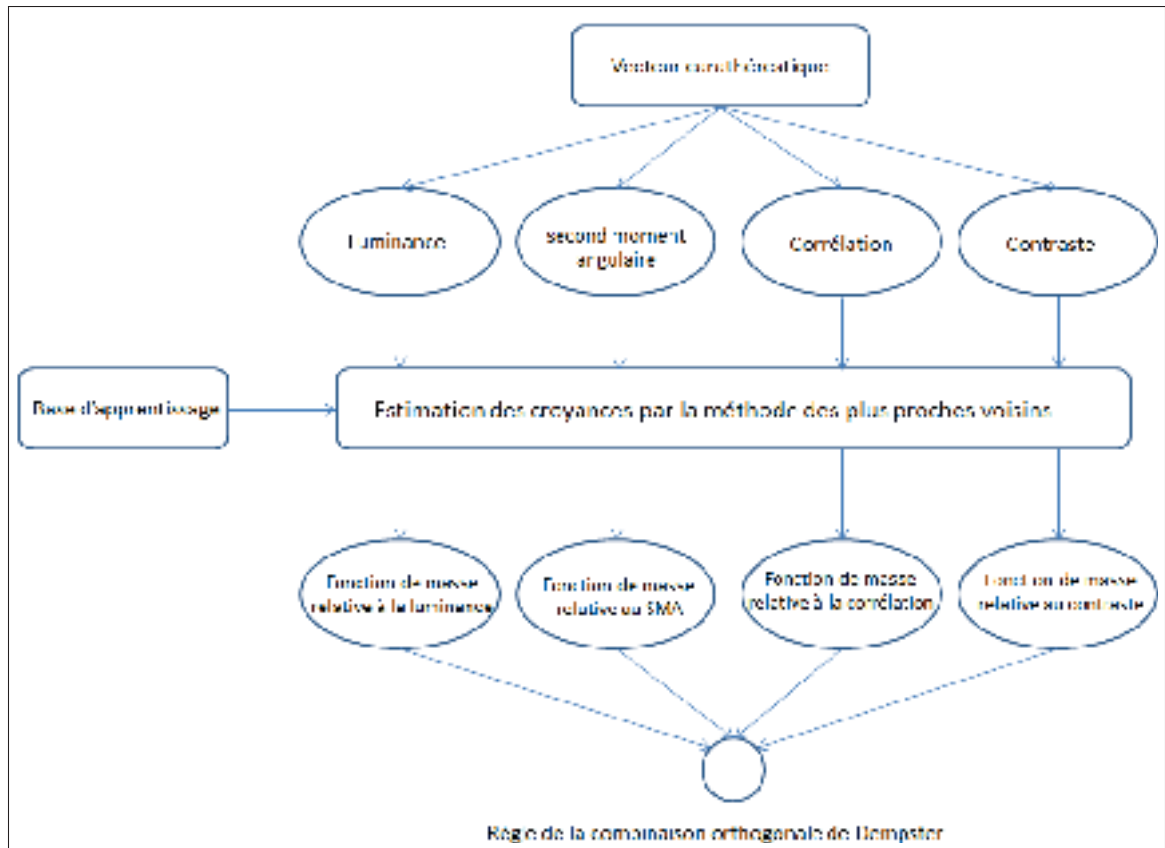 Vecteur
Luminance
second moment
angulaire
Corrélation
Contraste
Base d'apprentissage
Estimation des croyances par la méthode des plus proches voisins
Fonction de masse
relative à la luminance
Fonction de masse
relative au SMA
Fonction de masse
relative à la corrélation
Fonction de masse
relative au contraste
Règle de la combinaison orthogonale de Dempster